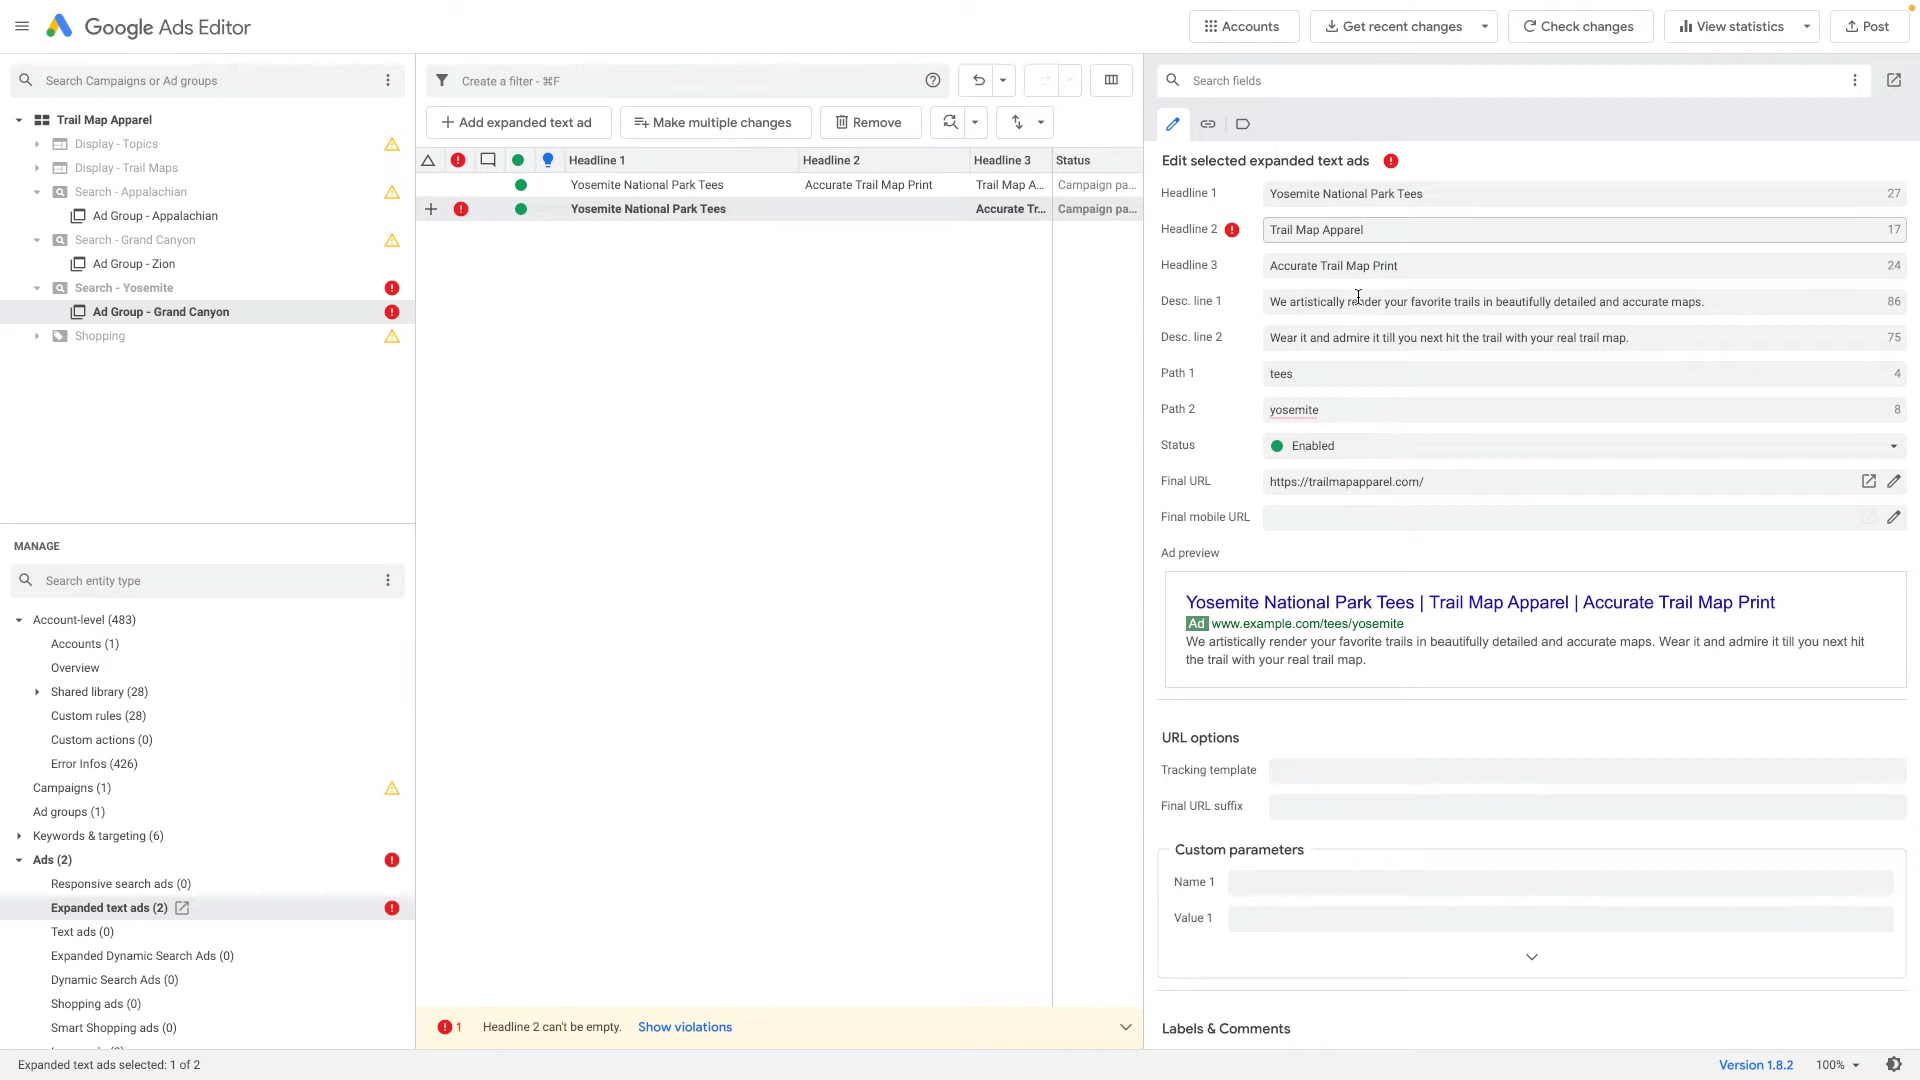 Google Ads Editor
Accounts
Get recent changes
Check changes
View statistics
Post
Search Campaigns or Ad groups
Trail Map Apparel
Display - Topics
Display - Trail Maps
Search - Appalachian
Ad Group - Appalachian
Search - Grand Canyon
Ad Group - Zion
Search - Yosemite
Ad Group - Grand Canyon
Shopping
MANAGE
Search entity type
Account-level (483)
Accounts (1)
Overview
Shared library (28)
Custom rules (28)
Custom actions (0)
Error Infos (426)
Campaigns (1)
Ad groups (1)
Keywords & targeting (6)
Ads (2)
Responsive search ads (0)
Expanded text ads (2)
Text ads (0)
Expanded Dynamic Search Ads (0)
Dynamic Search Ads (0)
Shopping ads (0)
Smart Shopping ads (0)
Create a filter - ⌘F
Add expanded text ad
Make multiple changes
Remove
Headline 1 Headline 2 Headline 3 Status
Yosemite National Park Tees Accurate Trail Map Print Trail Map A... Campaign pa...
Yosemite National Park Tees Accurate Tr... Campaign pa...
1 Headline 2 can't be empty. Show violations
Search fields
Edit selected expanded text ads
Headline 1 Yosemite National Park Tees 27
Headline 2 Trail Map Apparel 17
Headline 3 Accurate Trail Map Print 24
Desc. line 1 We artistically render your favorite trails in beautifully detailed and accurate maps. 86
Desc. line 2 Wear it and admire it till you next hit the trail with your real trail map. 75
Path 1 tees 4
Path 2 yosemite 8
Status Enabled
Final URL https://trailmapapparel.com/
Final mobile URL
Ad preview
Yosemite National Park Tees | Trail Map Apparel | Accurate Trail Map Print
Ad www.example.com/tees/yosemite
We artistically render your favorite trails in beautifully detailed and accurate maps. Wear it and admire it till you next hit
the trail with your real trail map.
URL options
Tracking template
Final URL suffix
Custom parameters
Name 1
Value 1
Labels & Comments
Expanded text ads selected: 1 of 2
Version 1.8.2
100%